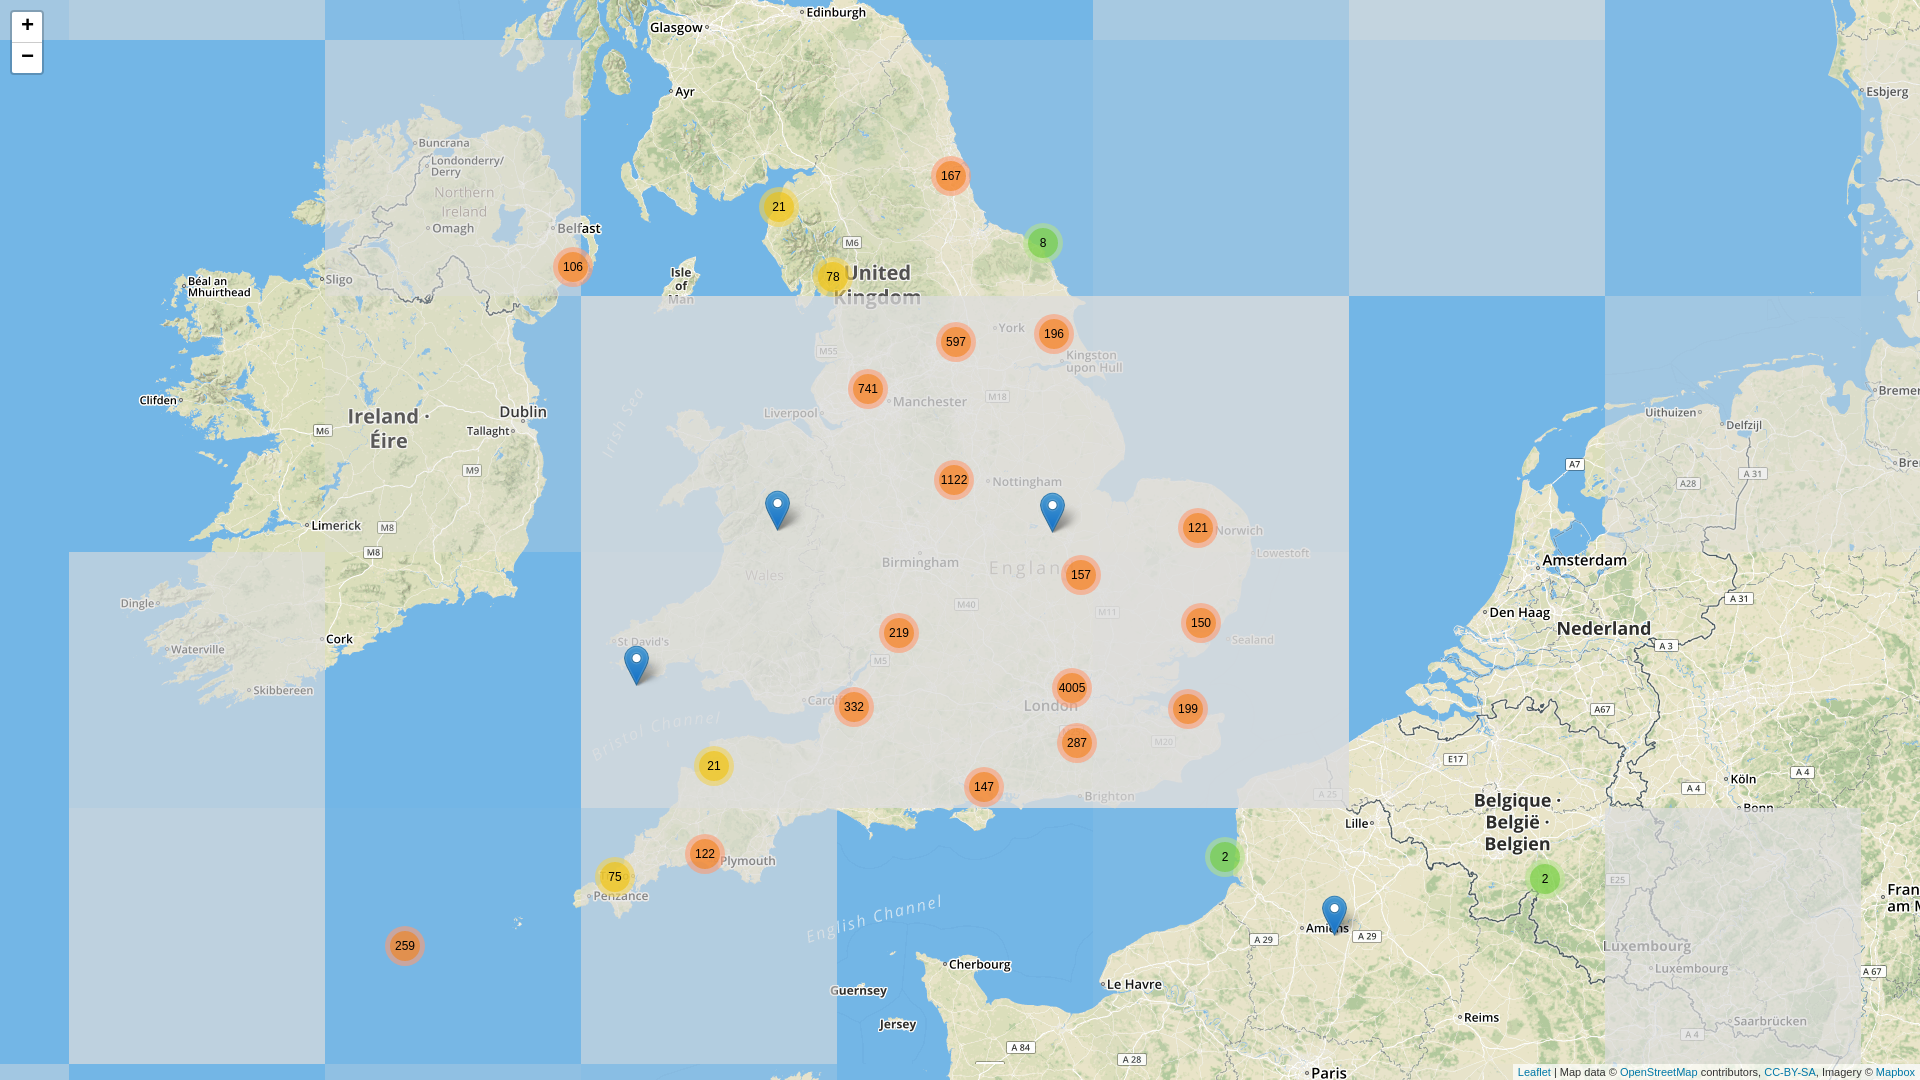 +
−
Edinburgh
Glasgow
Ayr
Esbjerg
Buncrana
Londonderry/
Derry
Northern
Ireland
Omagh
Belfast
167
21
M6
8
106
78
United
Kingdom
Isle
of
Man
Sligo
Béal an
Mhuirthead
597
York
196
M55
Kingston
upon Hull
741
Manchester
M18
Liverpool
Irish Sea
Clifden
Ireland ·
Éire
Dublin
Tallaght
M6
M9
Uithuizen
Delfzijl
A7
A28
A 31
1122
Nottingham
Limerick
M8
M8
121
Norwich
Lowestoft
Birmingham
Wales
157
Amsterdam
A 31
Den Haag
Nederland
A 3
Dingle
Cork
Waterville
Skibbereen
M40
M11
219
150
Sealand
St David's
M5
4005
London
199
332
287
M20
Bristol Channel
21
147
Brighton
A 25
A67
E17
Köln
A 4
A 4
Bonn
Belgique ·
België ·
Belgien
Lille
122
Plymouth
75
Penzance
2
2
E25
English Channel
259
Amiens
A 29
A 29
Luxembourg
Luxembourg
A 67
Cherbourg
Guernsey
Le Havre
Jersey
Reims
Saarbrücken
A 4
A 84
A 28
Paris
Leaflet | Map data © OpenStreetMap contributors, CC-BY-SA, Imagery © Mapbox